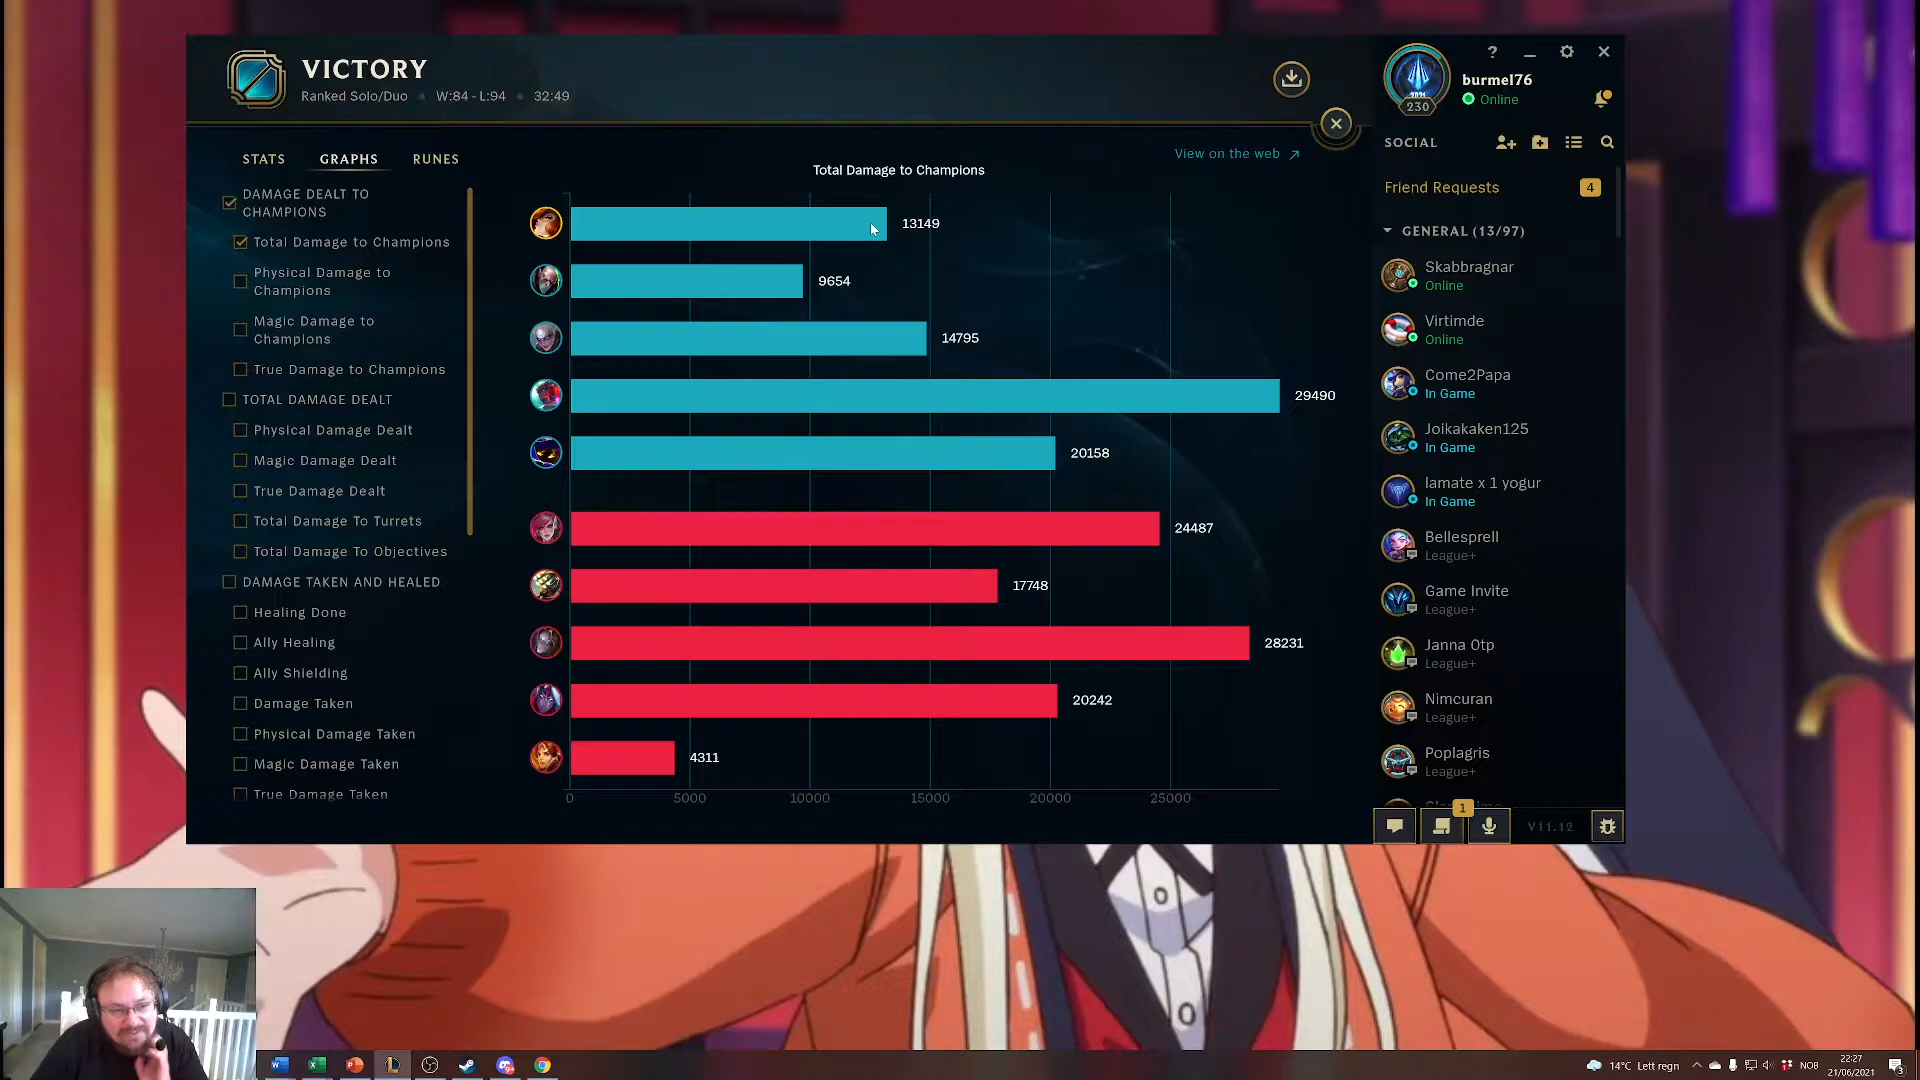 VICTORY
Ranked Solo/Duo • W:84 - L:94 • 32:49
STATS GRAPHS RUNES
View on the web
DAMAGE DEALT TO
CHAMPIONS
Total Damage to Champions
Physical Damage to
Champions
Magic Damage to
Champions
True Damage to Champions
TOTAL DAMAGE DEALT
Physical Damage Dealt
Magic Damage Dealt
True Damage Dealt
Total Damage To Turrets
Total Damage To Objectives
DAMAGE TAKEN AND HEALED
Healing Done
Ally Healing
Ally Shielding
Damage Taken
Physical Damage Taken
Magic Damage Taken
True Damage Taken
Total Damage to Champions
13149
9654
14795
29490
20158
24487
17748
28231
20242
4311
0 5000 10000 15000 20000 25000
?
230
burmel76
Online
SOCIAL
Friend Requests 4
GENERAL (13/97)
Skabbragnar
Online
Virtimde
Online
Come2Papa
In Game
Joikakaken125
In Game
lamate x 1 yogur
In Game
Bellesprell
League+
Game Invite
League+
Janna Otp
League+
Nimcuran
League+
Poplagris
League+
1
V11.12
14°C Lett regn
NOB
22:27
21/06/2021
3